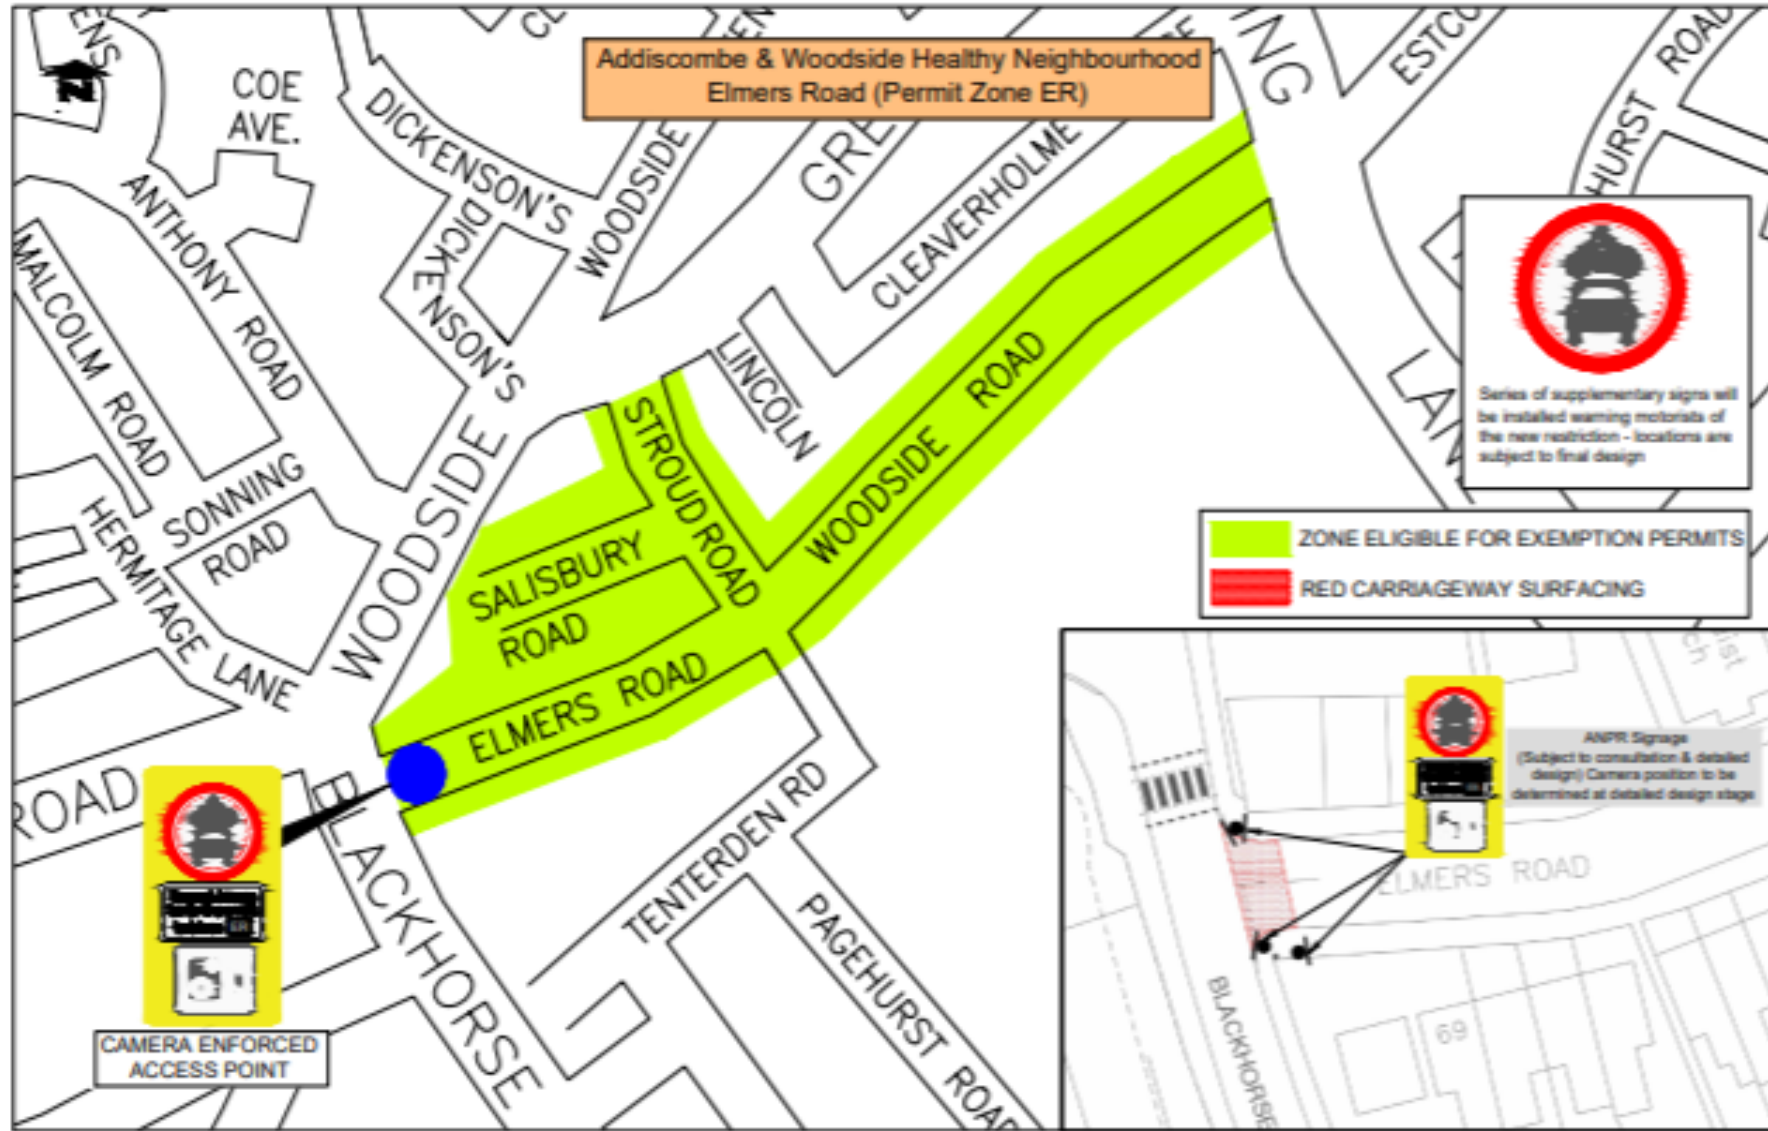 Addiscombe & Woodside Healthy Neighbourhood
Elmers Road (Permit Zone ER)
COE
AVE.
DICKENSON'S
DICKENSON'S
WOODSIDE
CLEAVERHOLME
ESTCO
HURST ROAD
ANTHONY ROAD
MALCOLM ROAD
SONNING
ROAD
HERMITAGE LANE
WOODSIDE
LINCOLN
STROUD ROAD
WOODSIDE ROAD
SALISBURY
ROAD
ELMERS ROAD
ROAD
BLACKHORSE
TENTERDEN RD
PAGEHURST ROAD
Series of supplementary signs will
be installed warning motorists of
the new restriction - locations are
subject to final design
ZONE ELIGIBLE FOR EXEMPTION PERMITS
RED CARRIAGEWAY SURFACING
ER
CAMERA ENFORCED
ACCESS POINT
ANPR Signage
(Subject to consultation & detailed
design) Camera position to be
determined at detailed design stage
ELMERS ROAD
BLACKHORSE
69